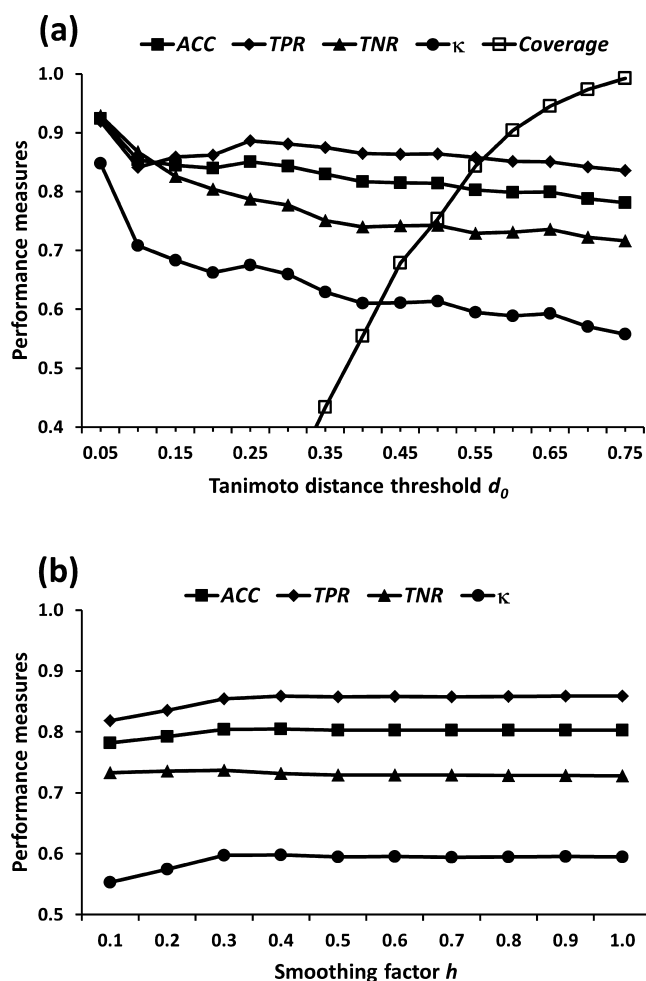 (a)
ACC TPR TNR κ Coverage
1.0
0.9
0.8
0.7
0.6
0.5
0.4
Performance measures
0.05 0.15 0.25 0.35 0.45 0.55 0.65 0.75
Tanimoto distance threshold d0
(b)
ACC TPR TNR κ
1.0
0.9
0.8
0.7
0.6
0.5
Performance measures
0.1 0.2 0.3 0.4 0.5 0.6 0.7 0.8 0.9 1.0
Smoothing factor h